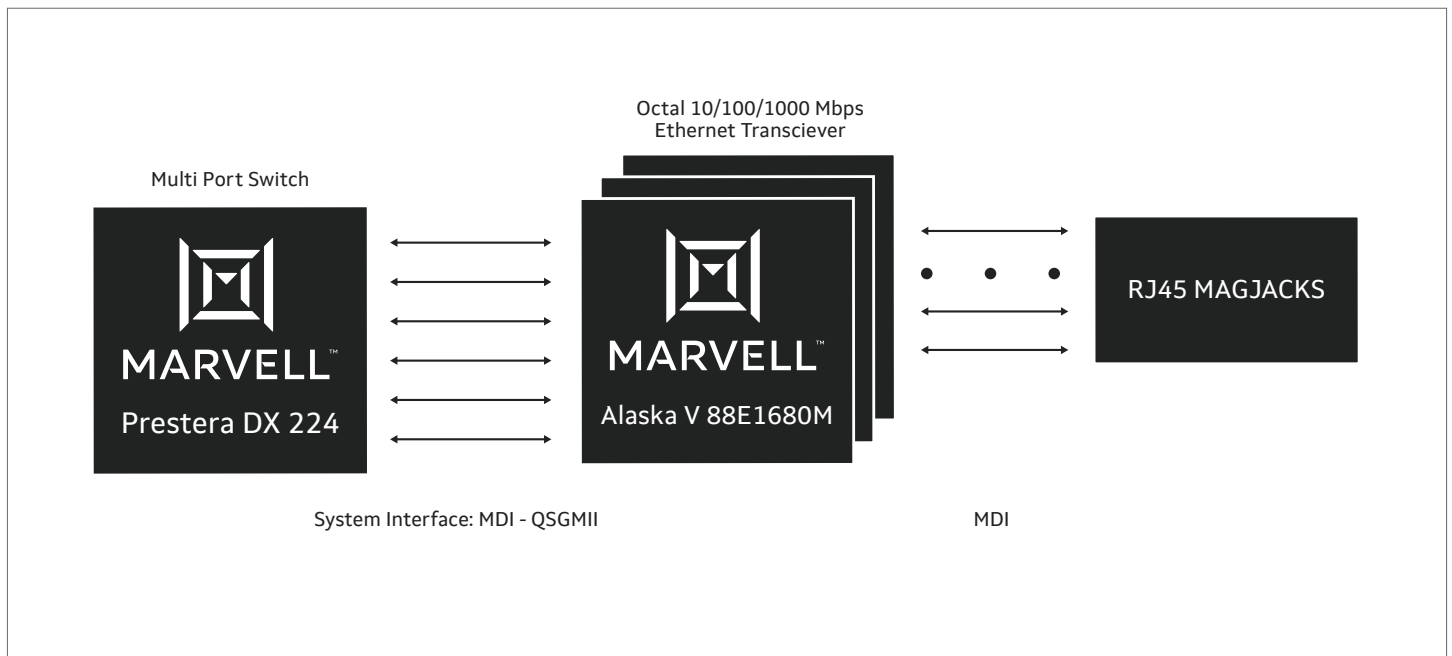 Octal 10/100/1000 Mbps
Ethernet Transciever
Multi Port Switch
MARVELL™
Prestera DX 224
MARVELL™
Alaska V 88E1680M
RJ45 MAGJACKS
System Interface: MDI - QSGMII
MDI